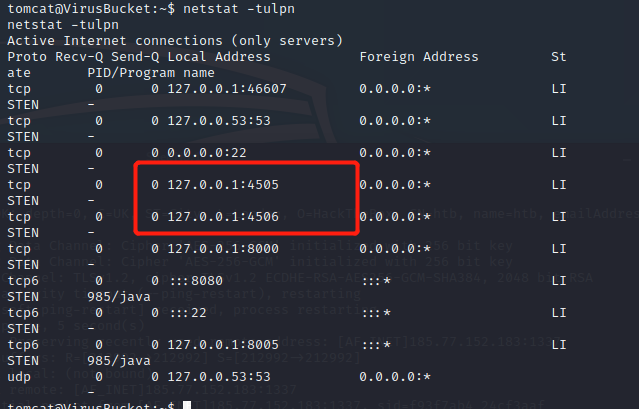 tomcat@VirusBucket:~$ netstat -tulpn
netstat -tulpn
Active Internet connections (only servers)
Proto Recv-Q Send-Q Local Address           Foreign Address         St
ate       PID/Program name
tcp        0      0 127.0.0.1:46607         0.0.0.0:*               LI
STEN      -
tcp        0      0 127.0.0.53:53           0.0.0.0:*               LI
STEN      -
tcp        0      0 0.0.0.0:22              0.0.0.0:*               LI
STEN      -
tcp        0      0 127.0.0.1:4505          0.0.0.0:*               LI
STEN      -
tcp        0      0 127.0.0.1:4506          0.0.0.0:*               LI
STEN      -
tcp        0      0 127.0.0.1:8000          0.0.0.0:*               LI
STEN      -
tcp6       0      0 :::8080                 :::*                    LI
STEN      985/java
tcp6       0      0 :::22                   :::*                    LI
STEN      -
tcp6       0      0 127.0.0.1:8005          :::*                    LI
STEN      985/java
udp        0      0 127.0.0.53:53           0.0.0.0:*
          -
tomcat@VirusBucket:~$